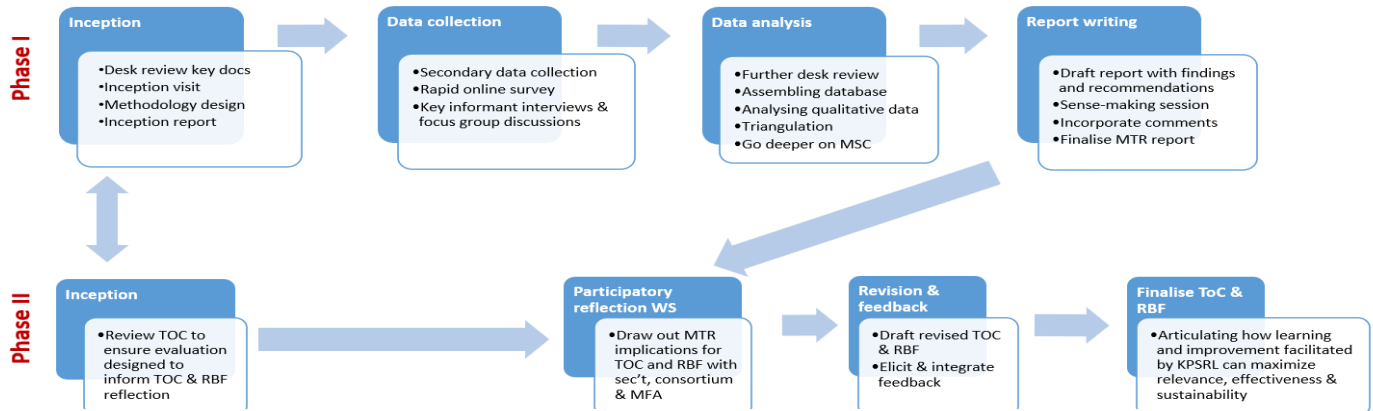 Phase I
Inception
•Desk review key docs
•Inception visit
•Methodology design
•Inception report
Data collection
•Secondary data collection
•Rapid online survey
•Key informant interviews &
focus group discussions
Data analysis
•Further desk review
•Assembling database
•Analysing qualitative data
•Triangulation
•Go deeper on MSC
Report writing
•Draft report with findings
and recommendations
•Sense-making session
•Incorporate comments
•Finalise MTR report
Phase II
Inception
•Review TOC to
ensure evaluation
designed to
inform TOC & RBF
reflection
Participatory
reflection WS
•Draw out MTR
implications for
TOC and RBF with
sec't, consortium
& MFA
Revision &
feedback
•Draft revised TOC
& RBF
•Elicit & integrate
feedback
Finalise ToC &
RBF
•Articulating how learning
and improvement facilitated
by KPSRL can maximize
relevance, effectiveness &
sustainability